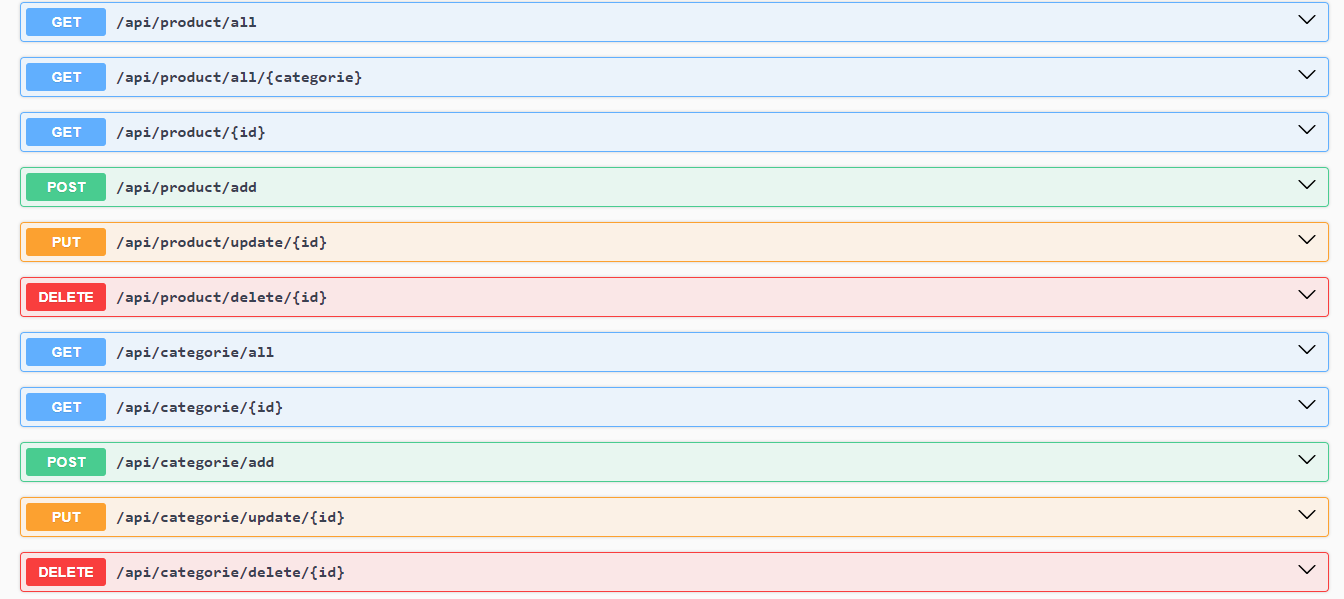 GET /api/product/all
GET /api/product/all/{categorie}
GET /api/product/{id}
POST /api/product/add
PUT /api/product/update/{id}
DELETE /api/product/delete/{id}
GET /api/categorie/all
GET /api/categorie/{id}
POST /api/categorie/add
PUT /api/categorie/update/{id}
DELETE /api/categorie/delete/{id}